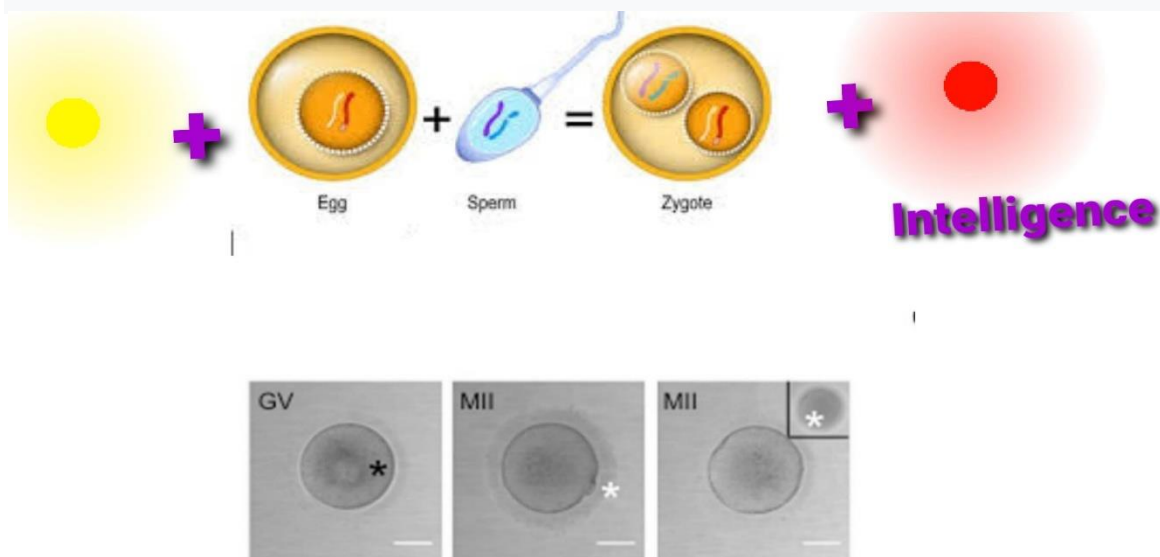 +
+
+
=
Egg
Sperm
Zygote
Intelligence
GV
*
MII
*
MII
*